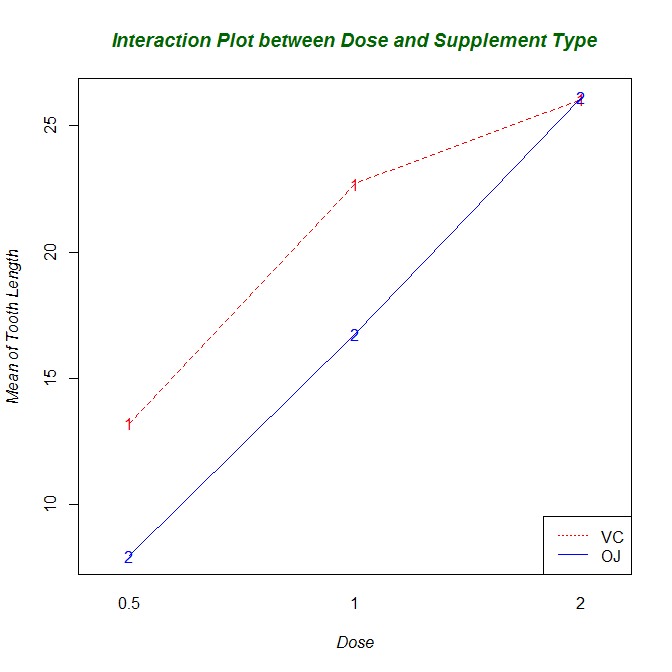 Interaction Plot between Dose and Supplement Type
Mean of Tooth Length
25
20
15
10
1
1
1
2
2
2
VC
OJ
0.5
1
2
Dose